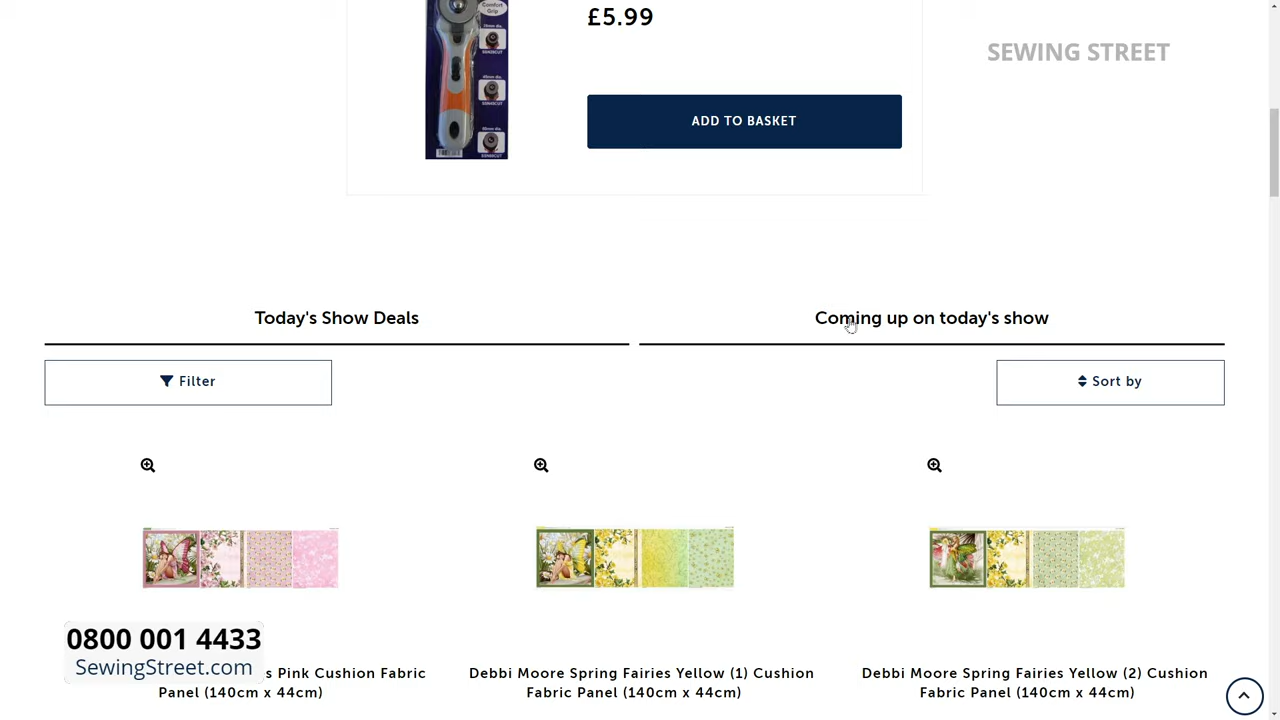 Comfort
Grip
£5.99
SEWING STREET
ADD TO BASKET
Today's Show Deals
Coming up on today's show
Filter
Sort by
0800 001 4433
SewingStreet.com
s Pink Cushion Fabric
Panel (140cm x 44cm)
Debbi Moore Spring Fairies Yellow (1) Cushion
Fabric Panel (140cm x 44cm)
Debbi Moore Spring Fairies Yellow (2) Cushion
Fabric Panel (140cm x 44cm)